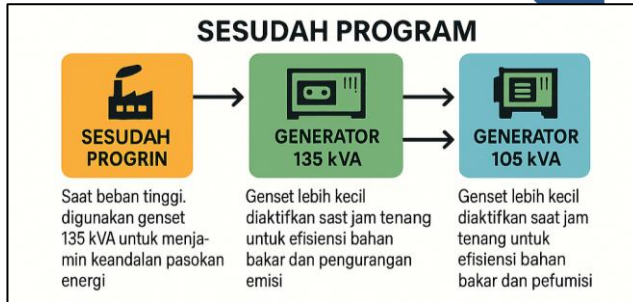 SESUDAH PROGRAM
SESUDAH
PROGRIN
Saat beban tinggi.
digunakan genset
135 kVA untuk menja-
min keandalan pasokan
energi
GENERATOR
135 kVA
Genset lebih kecil
diaktifkan sast jam tenang
untuk efisiensi bahan
bakar dan pengurangan
emisi
GENERATOR
105 kVA
Genset lebih kecil
diaktifkan saat jam
tenang untuk
efisiensi bahan
bakar dan pefumisi